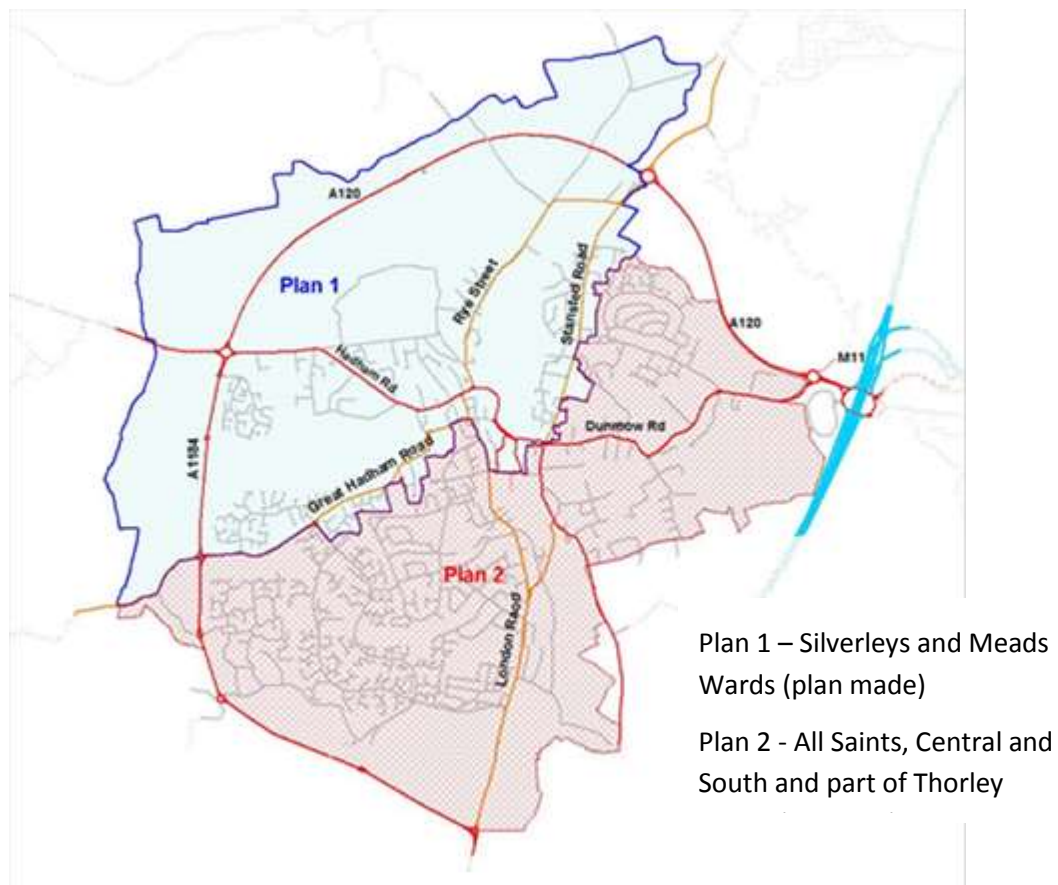 A120
Plan 1
Rye Street
Stansted Road
A120
M11
Hadham Rd
Dunmow Rd
A1184
Great Hadham Road
Plan 2
London Raod
Plan 1 – Silverleys and Meads
Wards (plan made)
Plan 2 - All Saints, Central and
South and part of Thorley